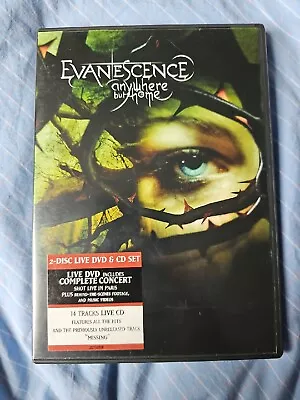 EVANESCENCE
anywhere
but home
2-DISC LIVE DVD & CD SET
LIVE DVD INCLUDES
COMPLETE CONCERT
SHOT LIVE IN PARIS
PLUS BEHIND-THE-SCENES FOOTAGE,
AND MUSIC VIDEOS
14 TRACKS LIVE CD
FEATURES ALL THE HITS
AND THE PREVIOUSLY UNRELEASED TRACK
"MISSING"